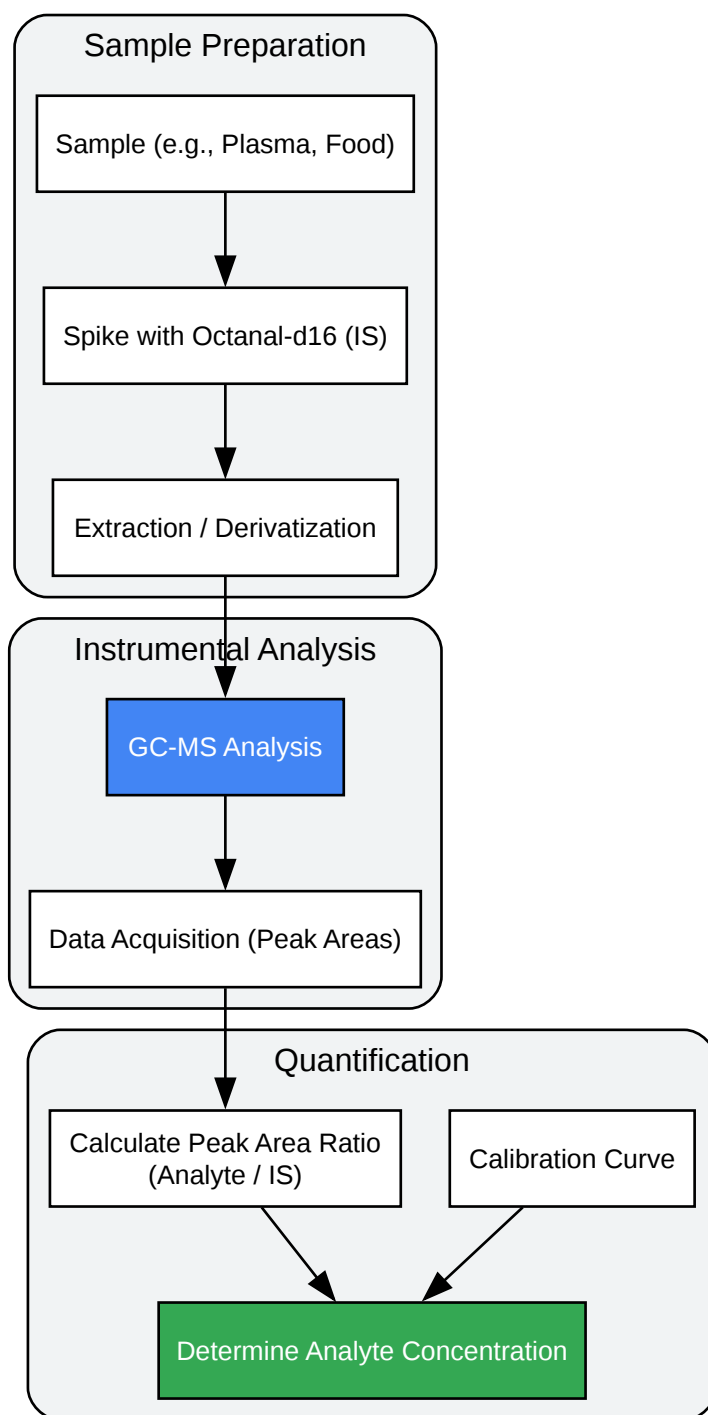 Sample Preparation
Sample (e.g., Plasma, Food)
Spike with Octanal-d16 (IS)
Extraction / Derivatization
Instrumental Analysis
GC-MS Analysis
Data Acquisition (Peak Areas)
Quantification
Calculate Peak Area Ratio
(Analyte / IS)
Calibration Curve
Determine Analyte Concentration